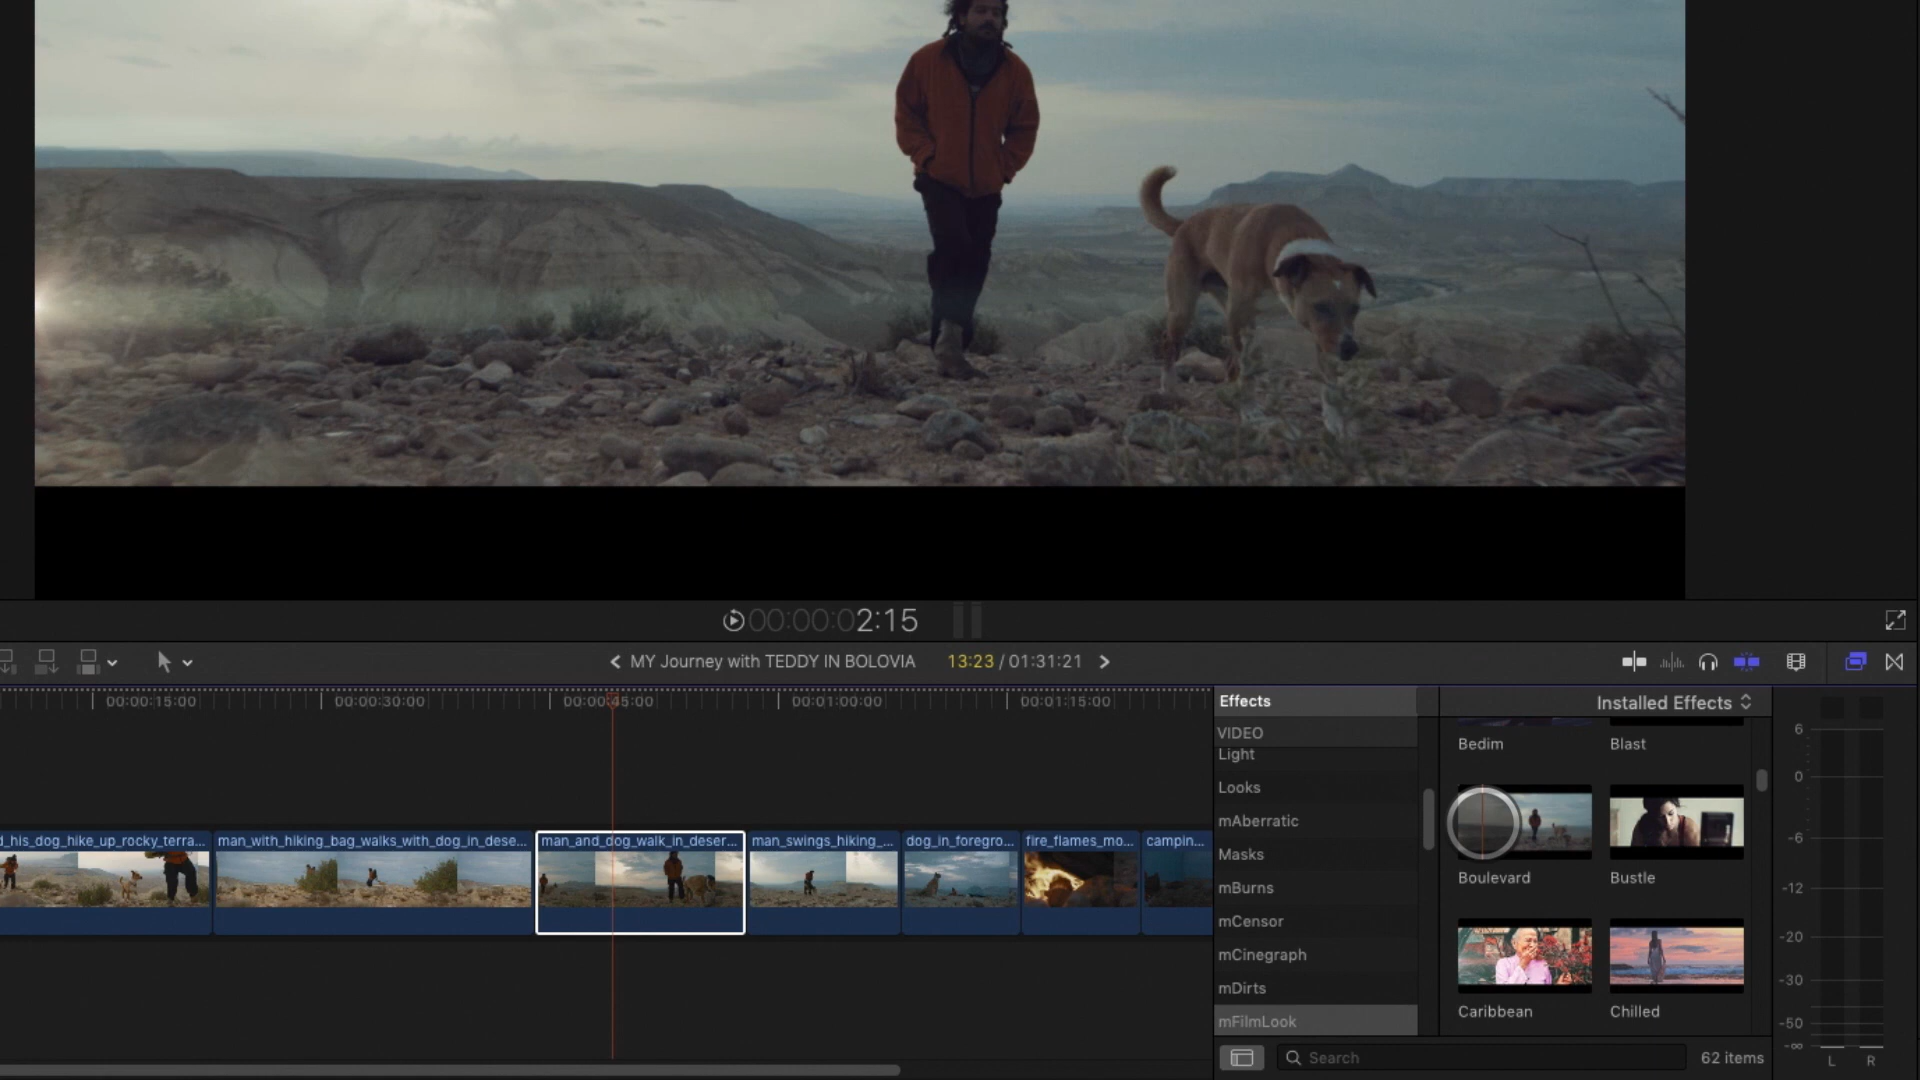 00:00:02:15
MY Journey with TEDDY IN BOLOVIA 13:23 / 01:31:21
00:00:15:00 00:00:30:00 00:00:45:00 00:01:00:00 00:01:15:00
d_his_dog_hike_up_rocky_terra... man_with_hiking_bag_walks_with_dog_in_dese... man_and_dog_walk_in_deser... man_swings_hiking_... dog_in_foregro... fire_flames_mo... campin...
Effects
VIDEO
Light
Looks
mAberratic
Masks
mBurns
mCensor
mCinegraph
mDirts
mFilmLook
Installed Effects
Bedim Blast
Boulevard Bustle
Caribbean Chilled
Search 62 items
6
0
-6
-12
-20
-30
-50
-∞
L R